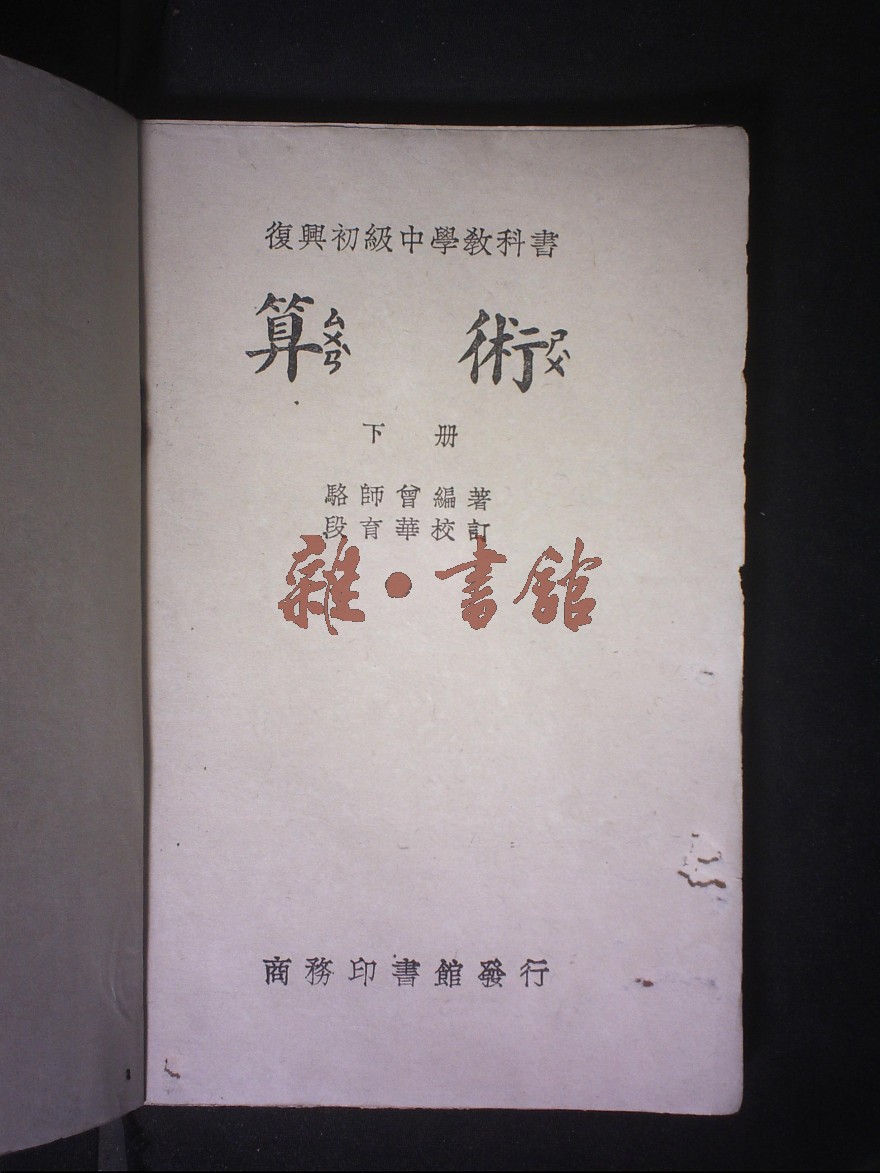 復興初級中學教科書
算ㄙㄨㄢˋ 術ㄕㄨˋ
下 册
駱師曾編著
段育華校訂
雜·書館
商務印書館發行